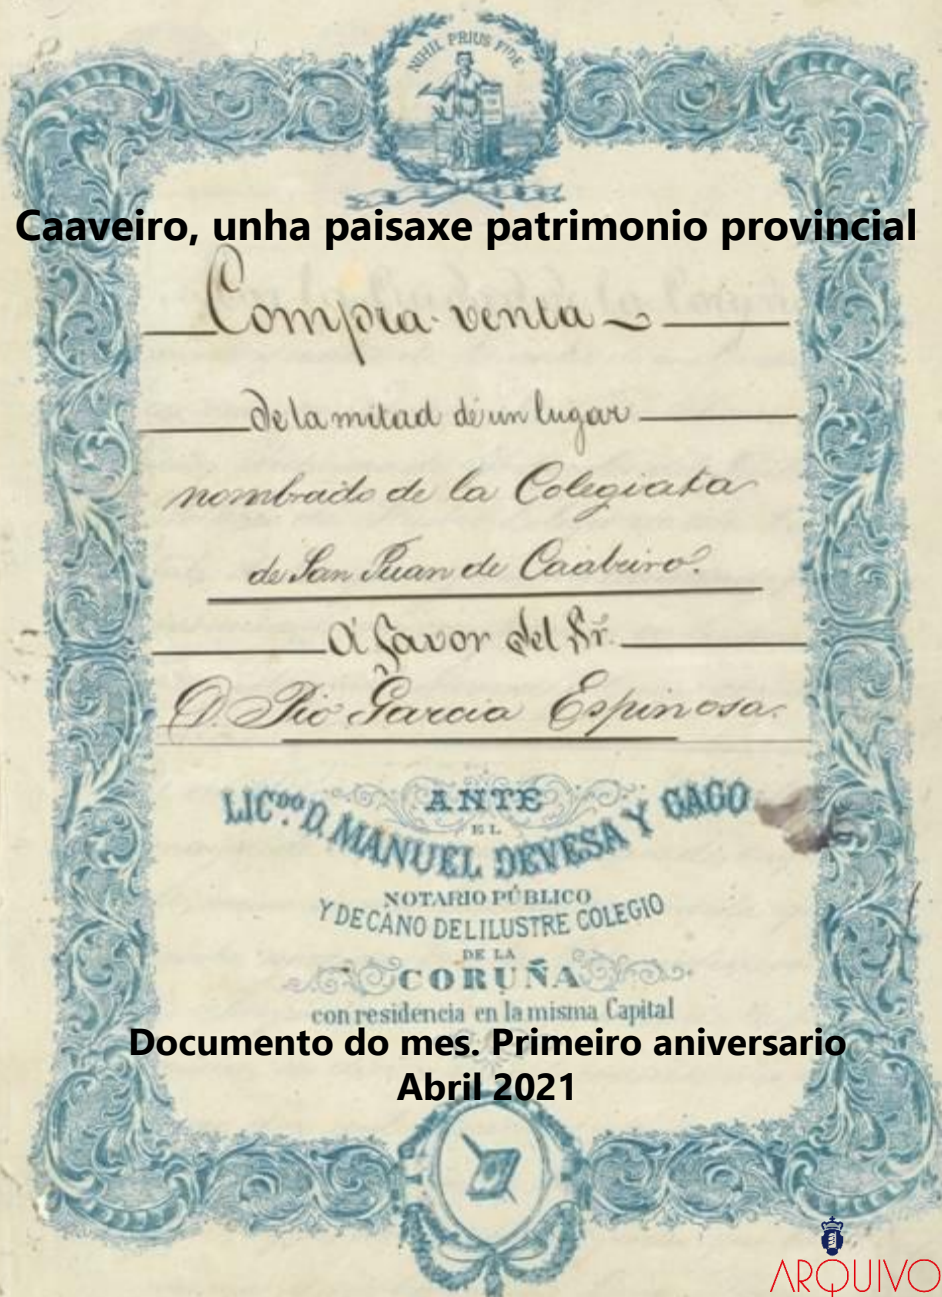 NIHIL PRIUS FIDE
Caaveiro, unha paisaxe patrimonio provincial
Compra-venta
de la mitad de un lugar
nombrado de la Colegiata
de San Juan de Caabeiro.
á favor del Sr.
D. Pio Garcia Espinosa.
ANTE
EL
LIC.DO D. MANUEL DEVESA Y GAGO
NOTARIO PÚBLICO
Y DECANO DEL ILUSTRE COLEGIO
DE LA
CORUÑA
con residencia en la misma Capital
Documento do mes. Primeiro aniversario
Abril 2021
ARQUIVO